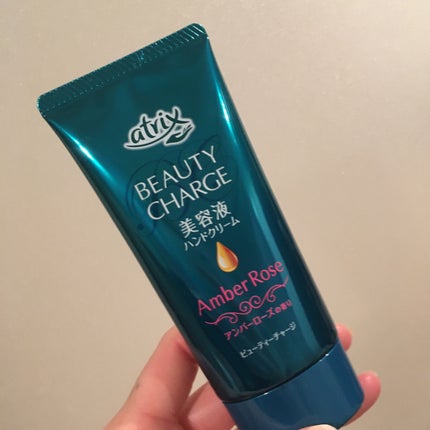 atrix
BEAUTY
CHARGE
美容液
ハンドクリーム
Amber Rose
アンバーローズの香り
ビューティーチャージ